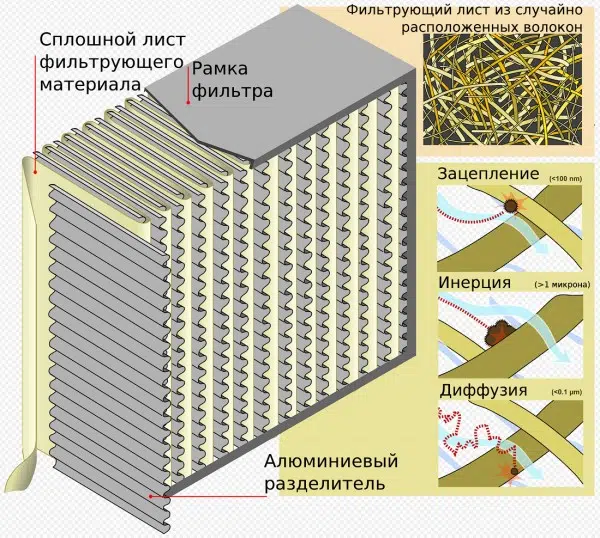 Фильтрующий лист из случайно
расположенных волокон
Сплошной лист
фильтрующего
материала
Рамка
фильтра
Зацепление (<100 nm)
Инерция (>1 микрона)
Диффузия (<0.1 μm)
Алюминиевый
разделитель